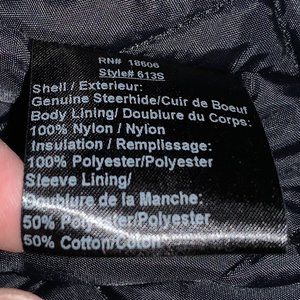 RN# 18606
Style# 613S
Shell / Exterieur:
Genuine Steerhide/Cuir de Boeuf
Body Lining/ Doublure du Corps:
100% Nylon / Nylon
Insulation / Remplissage:
100% Polyester/Polyester
Sleeve Lining/
Doublure de la Manche:
50% Polyester/Polyester
50% Cotton/Coton